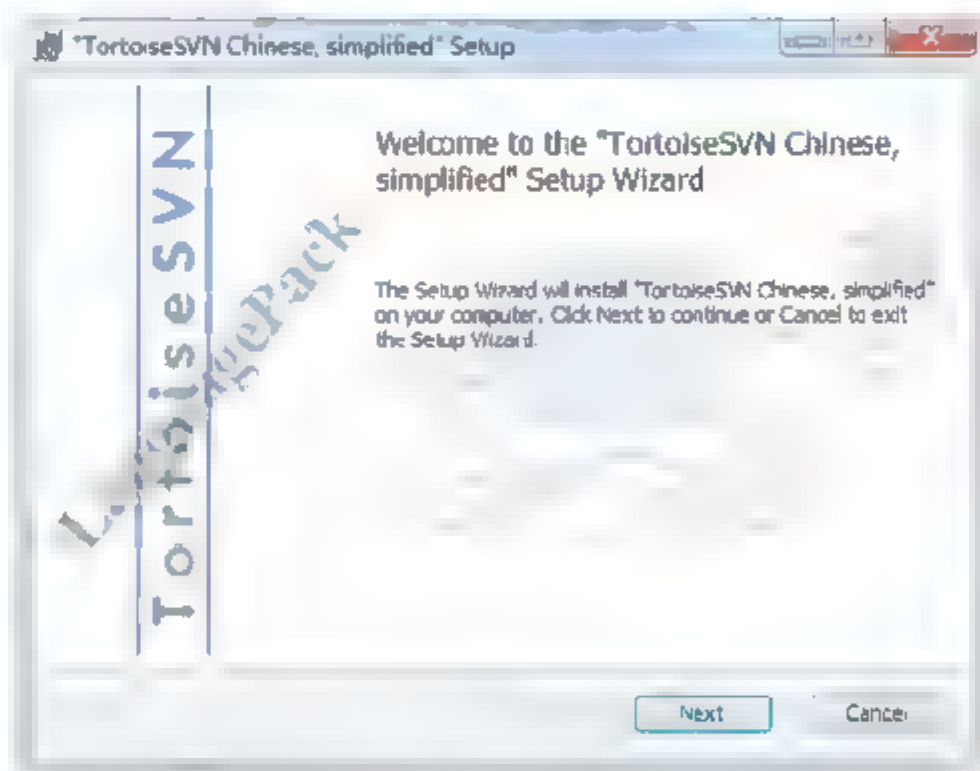 "TortoiseSVN Chinese, simplified" Setup
Welcome to the "TortoiseSVN Chinese,
simplified" Setup Wizard
The Setup Wizard will install "TortoiseSVN Chinese, simplified"
on your computer. Click Next to continue or Cancel to exit
the Setup Wizard.
TortoiseSVN
LanguagePack
Next
Cancel